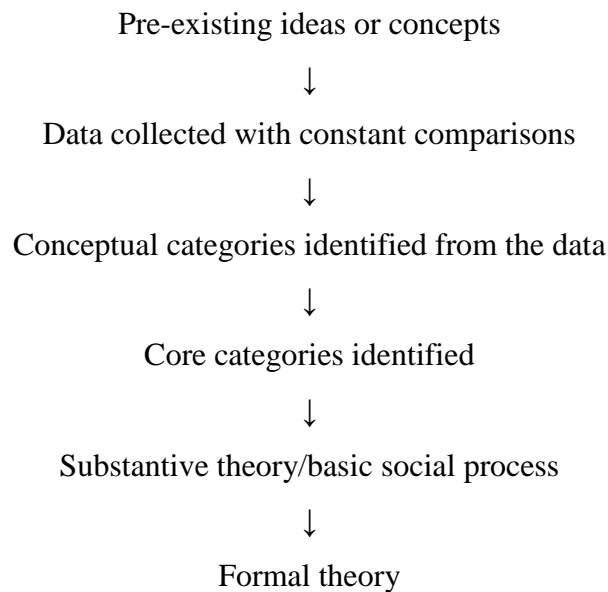 Pre-existing ideas or concepts
↓
Data collected with constant comparisons
↓
Conceptual categories identified from the data
↓
Core categories identified
↓
Substantive theory/basic social process
↓
Formal theory